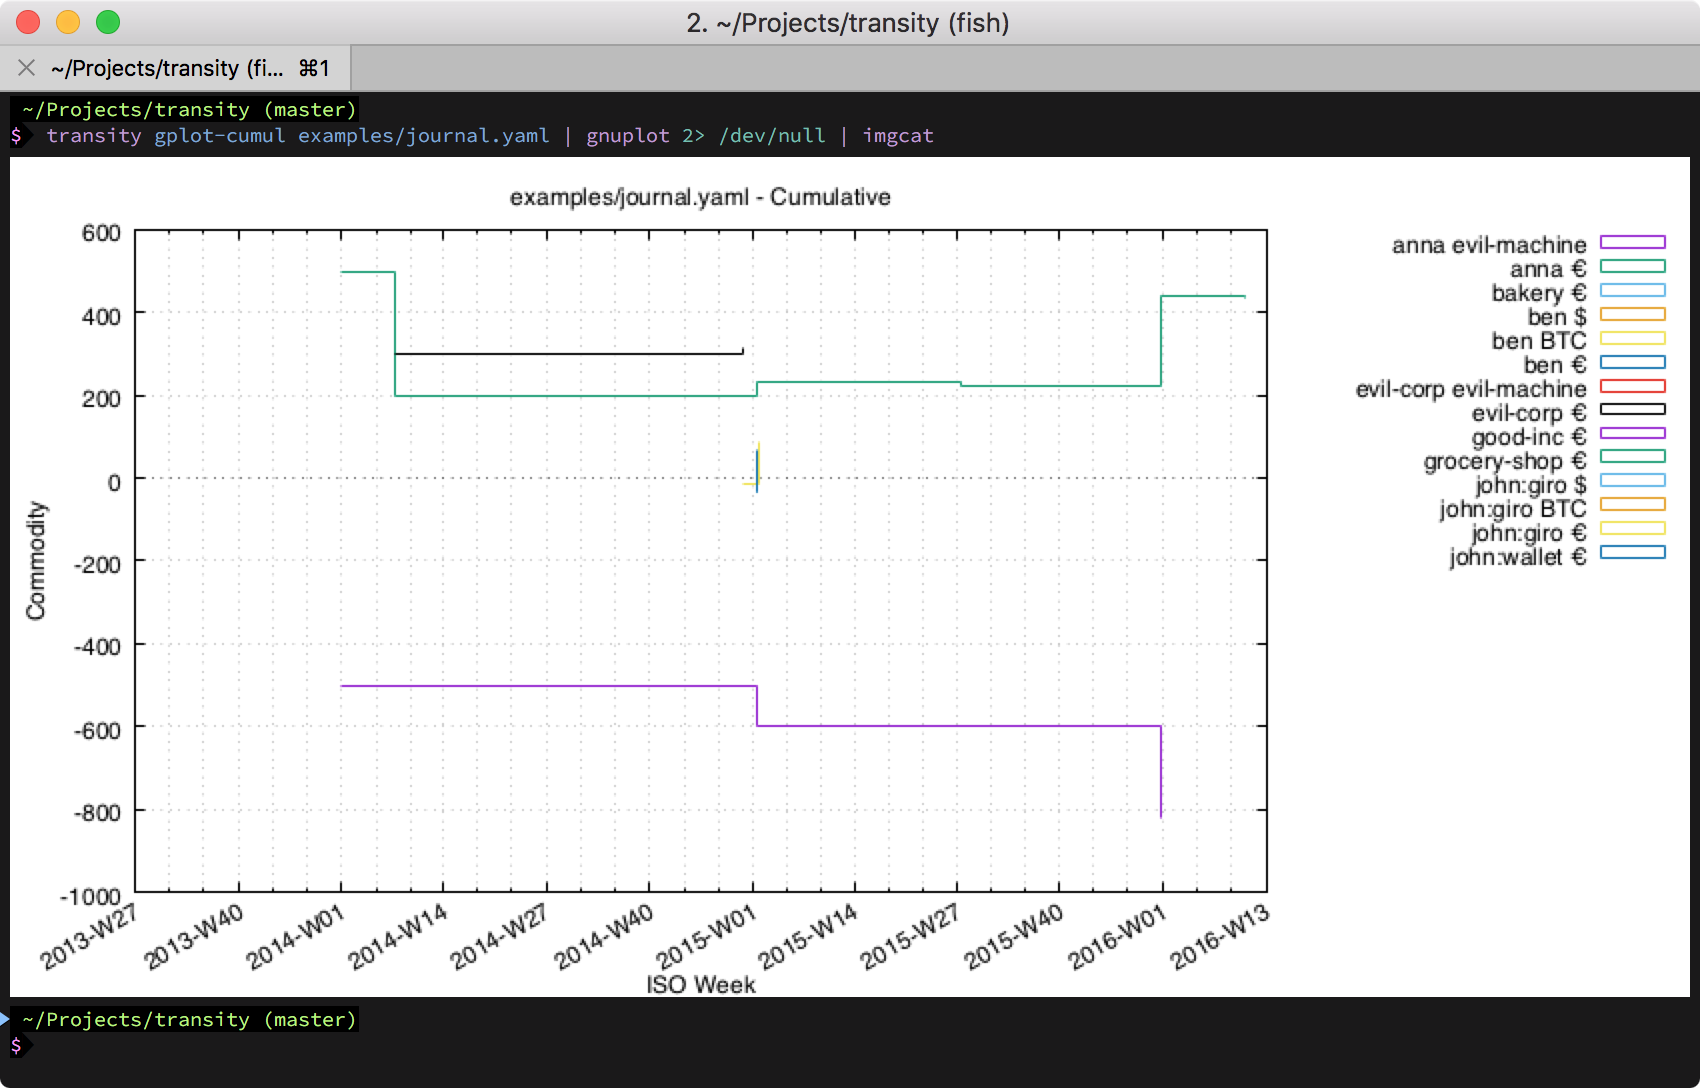 2. ~/Projects/transity (fish)
~/Projects/transity (fi... ⌘1
~/Projects/transity (master)
$ transity gplot-cumul examples/journal.yaml | gnuplot 2> /dev/null | imgcat
examples/journal.yaml - Cumulative
600
400
200
0
-200
-400
-600
-800
-1000
Commodity
2013-W27
2013-W40
2014-W01
2014-W14
2014-W27
2014-W40
2015-W01
2015-W14
2015-W27
2015-W40
2016-W01
2016-W13
ISO Week
anna evil-machine
anna €
bakery €
ben $
ben BTC
ben €
evil-corp evil-machine
evil-corp €
good-inc €
grocery-shop €
john:giro $
john:giro BTC
john:giro €
john:wallet €
~/Projects/transity (master)
$